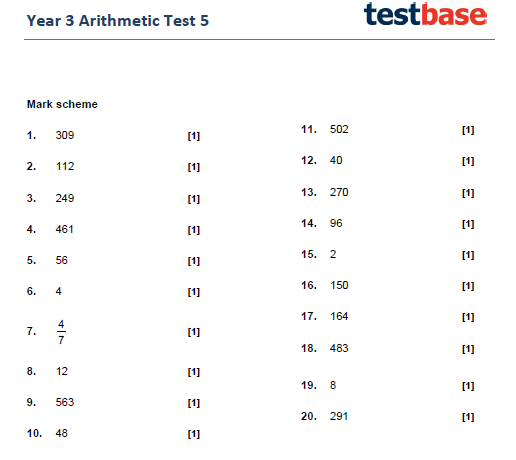 Year 3 Arithmetic Test 5
testbase
Mark scheme
1. 309 [1]
2. 112 [1]
3. 249 [1]
4. 461 [1]
5. 56 [1]
6. 4 [1]
7. 4/7 [1]
8. 12 [1]
9. 563 [1]
10. 48 [1]
11. 502 [1]
12. 40 [1]
13. 270 [1]
14. 96 [1]
15. 2 [1]
16. 150 [1]
17. 164 [1]
18. 483 [1]
19. 8 [1]
20. 291 [1]